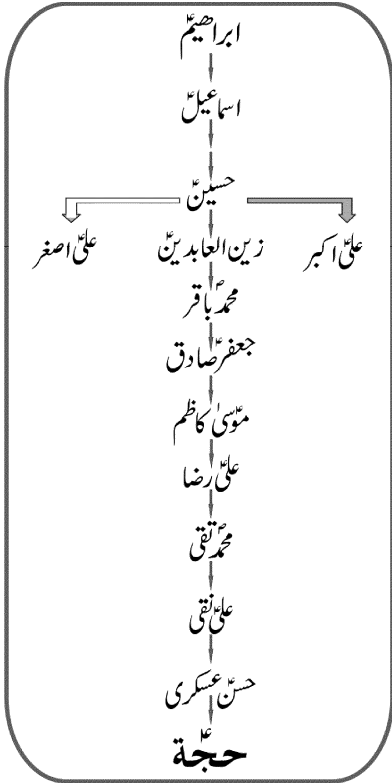 ابراھیمؑ
اسماعیلؑ
حسینؑ
علیؑ اکبر زین العابدینؑ علیؑ اصغر
محمدؐ باقر
جعفرؑ صادق
موسیٰؑ کاظم
علیؑ رضا
محمدؐ تقی
علیؑ نقی
حسنؑ عسکری
حجةؑ